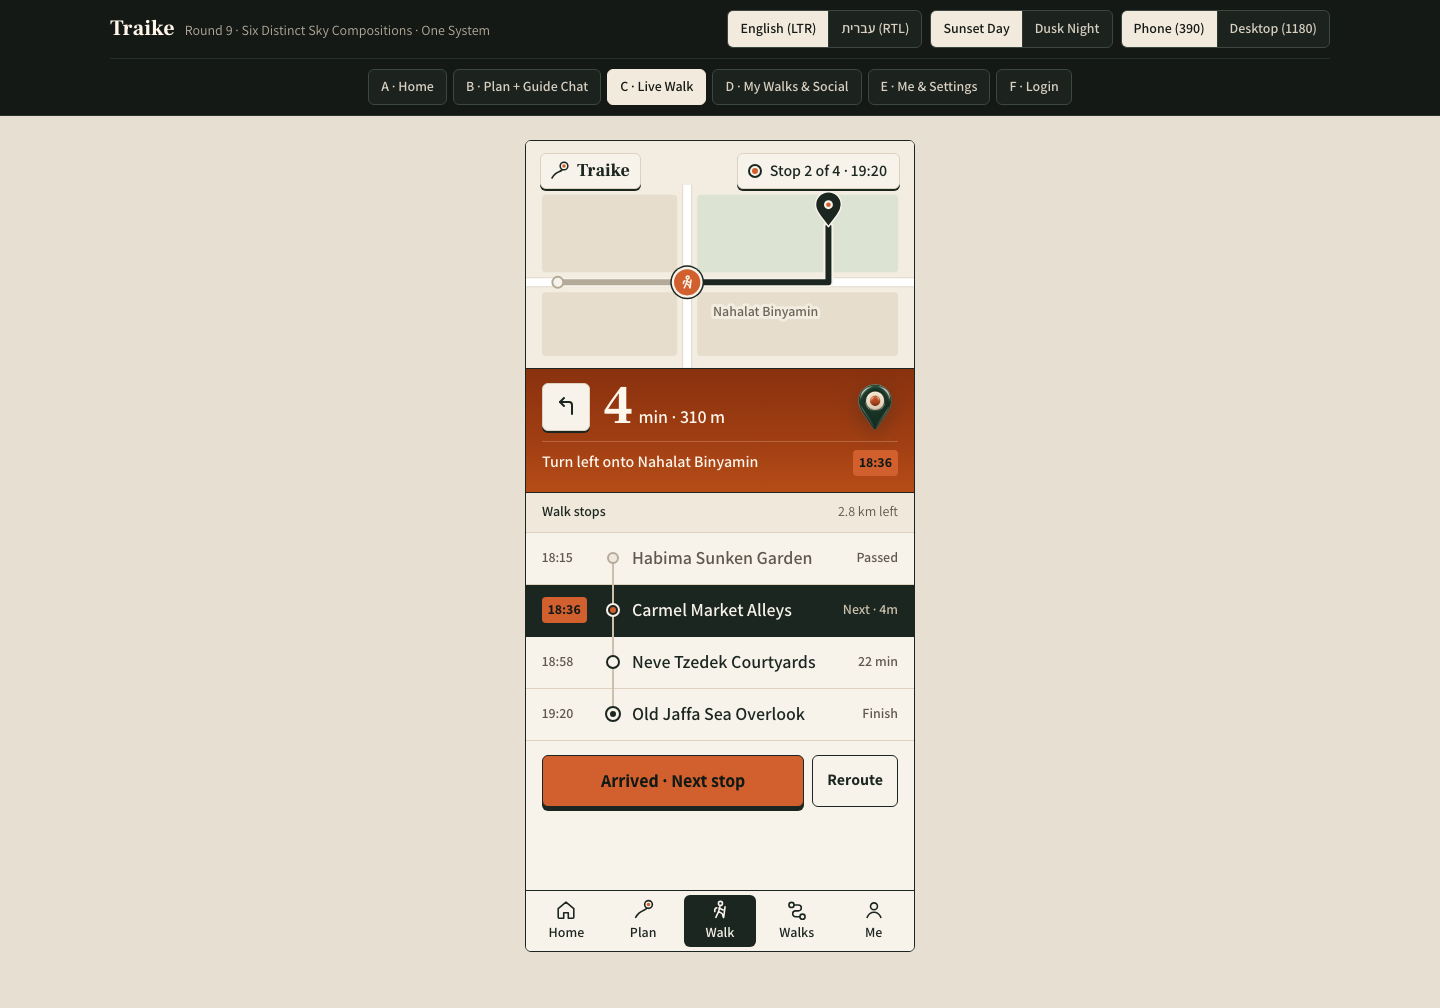 Traike Round 9 · Six Distinct Sky Compositions · One System
English (LTR) עברית (RTL) Sunset Day Dusk Night Phone (390) Desktop (1180)
A · Home B · Plan + Guide Chat C · Live Walk D · My Walks & Social E · Me & Settings F · Login
Traike Stop 2 of 4 · 19:20
Nahalat Binyamin
4 min · 310 m
Turn left onto Nahalat Binyamin 18:36
Walk stops 2.8 km left
18:15 Habima Sunken Garden Passed
18:36 Carmel Market Alleys Next · 4m
18:58 Neve Tzedek Courtyards 22 min
19:20 Old Jaffa Sea Overlook Finish
Arrived · Next stop Reroute
Home Plan Walk Walks Me